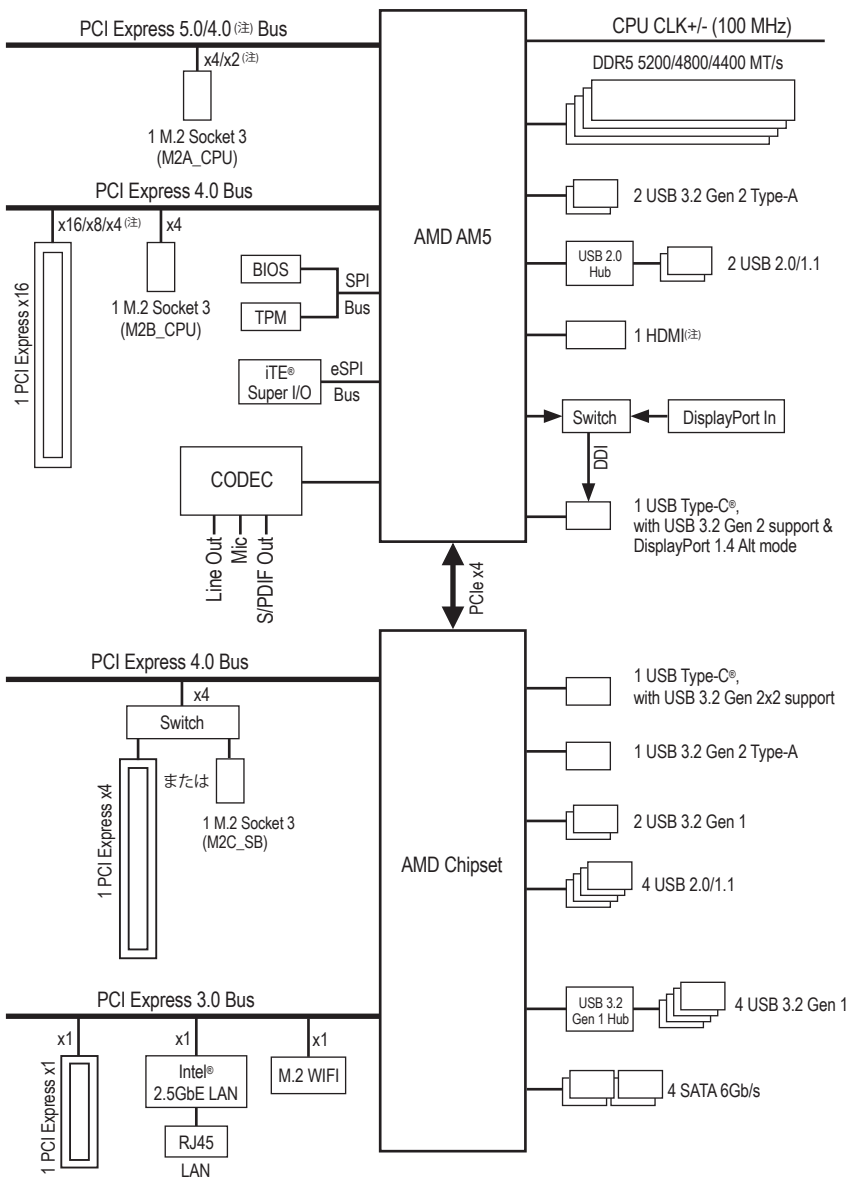 PCI Express 5.0/4.0 (注) Bus
x4/x2 (注)
1 M.2 Socket 3
(M2A_CPU)
PCI Express 4.0 Bus
x16/x8/x4 (注)
x4
1 PCI Express x16
1 M.2 Socket 3
(M2B_CPU)
BIOS
TPM
SPI
Bus
iTE®
Super I/O
eSPI
Bus
CODEC
Line Out
Mic
S/PDIF Out
AMD AM5
CPU CLK+/- (100 MHz)
DDR5 5200/4800/4400 MT/s
2 USB 3.2 Gen 2 Type-A
USB 2.0
Hub
2 USB 2.0/1.1
1 HDMI(注)
Switch
DisplayPort In
DDI
1 USB Type-C®,
with USB 3.2 Gen 2 support &
DisplayPort 1.4 Alt mode
PCIe x4
PCI Express 4.0 Bus
x4
Switch
または
1 PCI Express x4
1 M.2 Socket 3
(M2C_SB)
PCI Express 3.0 Bus
x1
x1
x1
1 PCI Express x1
Intel®
2.5GbE LAN
M.2 WIFI
RJ45
LAN
AMD Chipset
1 USB Type-C®,
with USB 3.2 Gen 2x2 support
1 USB 3.2 Gen 2 Type-A
2 USB 3.2 Gen 1
4 USB 2.0/1.1
USB 3.2
Gen 1 Hub
4 USB 3.2 Gen 1
4 SATA 6Gb/s